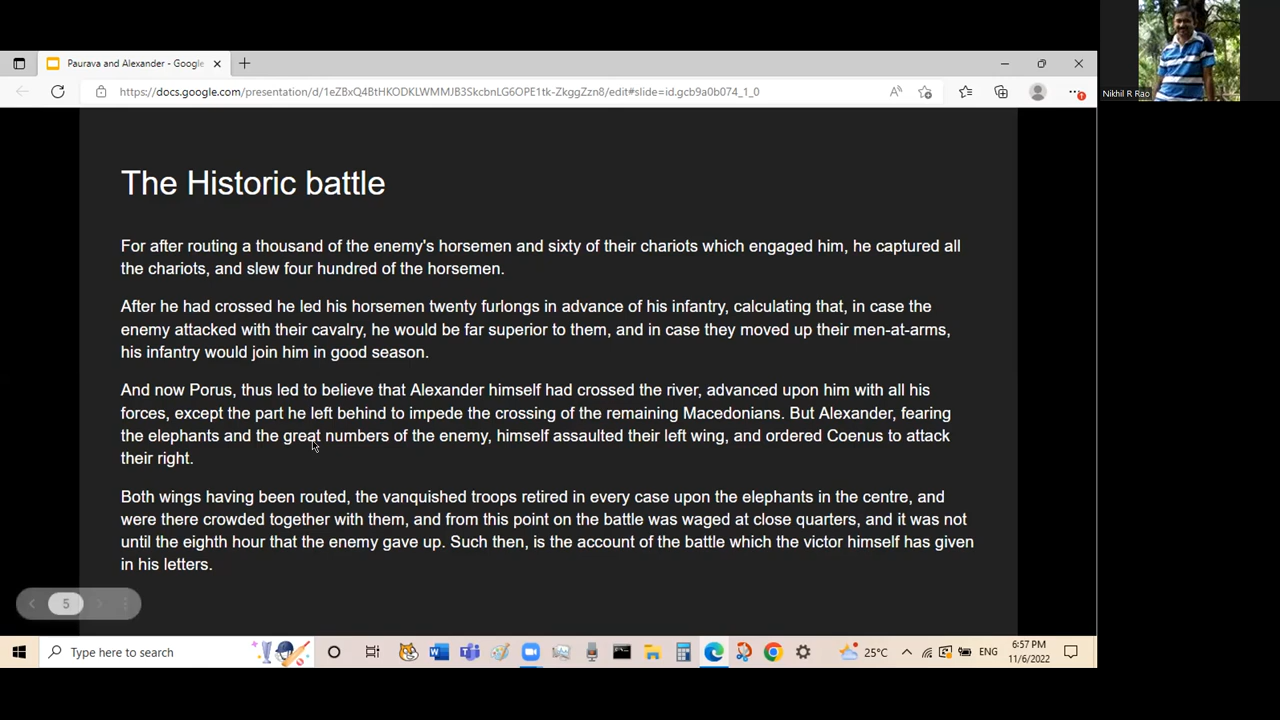 Paurava and Alexander - Google
https://docs.google.com/presentation/d/1eZBxQ4BtHKODKLWMMJB3SkcbnLG6OPE1tk-ZkggZzn8/edit#slide=id.gcb9a0b074_1_0
Nikhil R Rao
The Historic battle
For after routing a thousand of the enemy's horsemen and sixty of their chariots which engaged him, he captured all
the chariots, and slew four hundred of the horsemen.
After he had crossed he led his horsemen twenty furlongs in advance of his infantry, calculating that, in case the
enemy attacked with their cavalry, he would be far superior to them, and in case they moved up their men-at-arms,
his infantry would join him in good season.
And now Porus, thus led to believe that Alexander himself had crossed the river, advanced upon him with all his
forces, except the part he left behind to impede the crossing of the remaining Macedonians. But Alexander, fearing
the elephants and the great numbers of the enemy, himself assaulted their left wing, and ordered Coenus to attack
their right.
Both wings having been routed, the vanquished troops retired in every case upon the elephants in the centre, and
were there crowded together with them, and from this point on the battle was waged at close quarters, and it was not
until the eighth hour that the enemy gave up. Such then, is the account of the battle which the victor himself has given
in his letters.
5
Type here to search
25°C
ENG
6:57 PM
11/6/2022